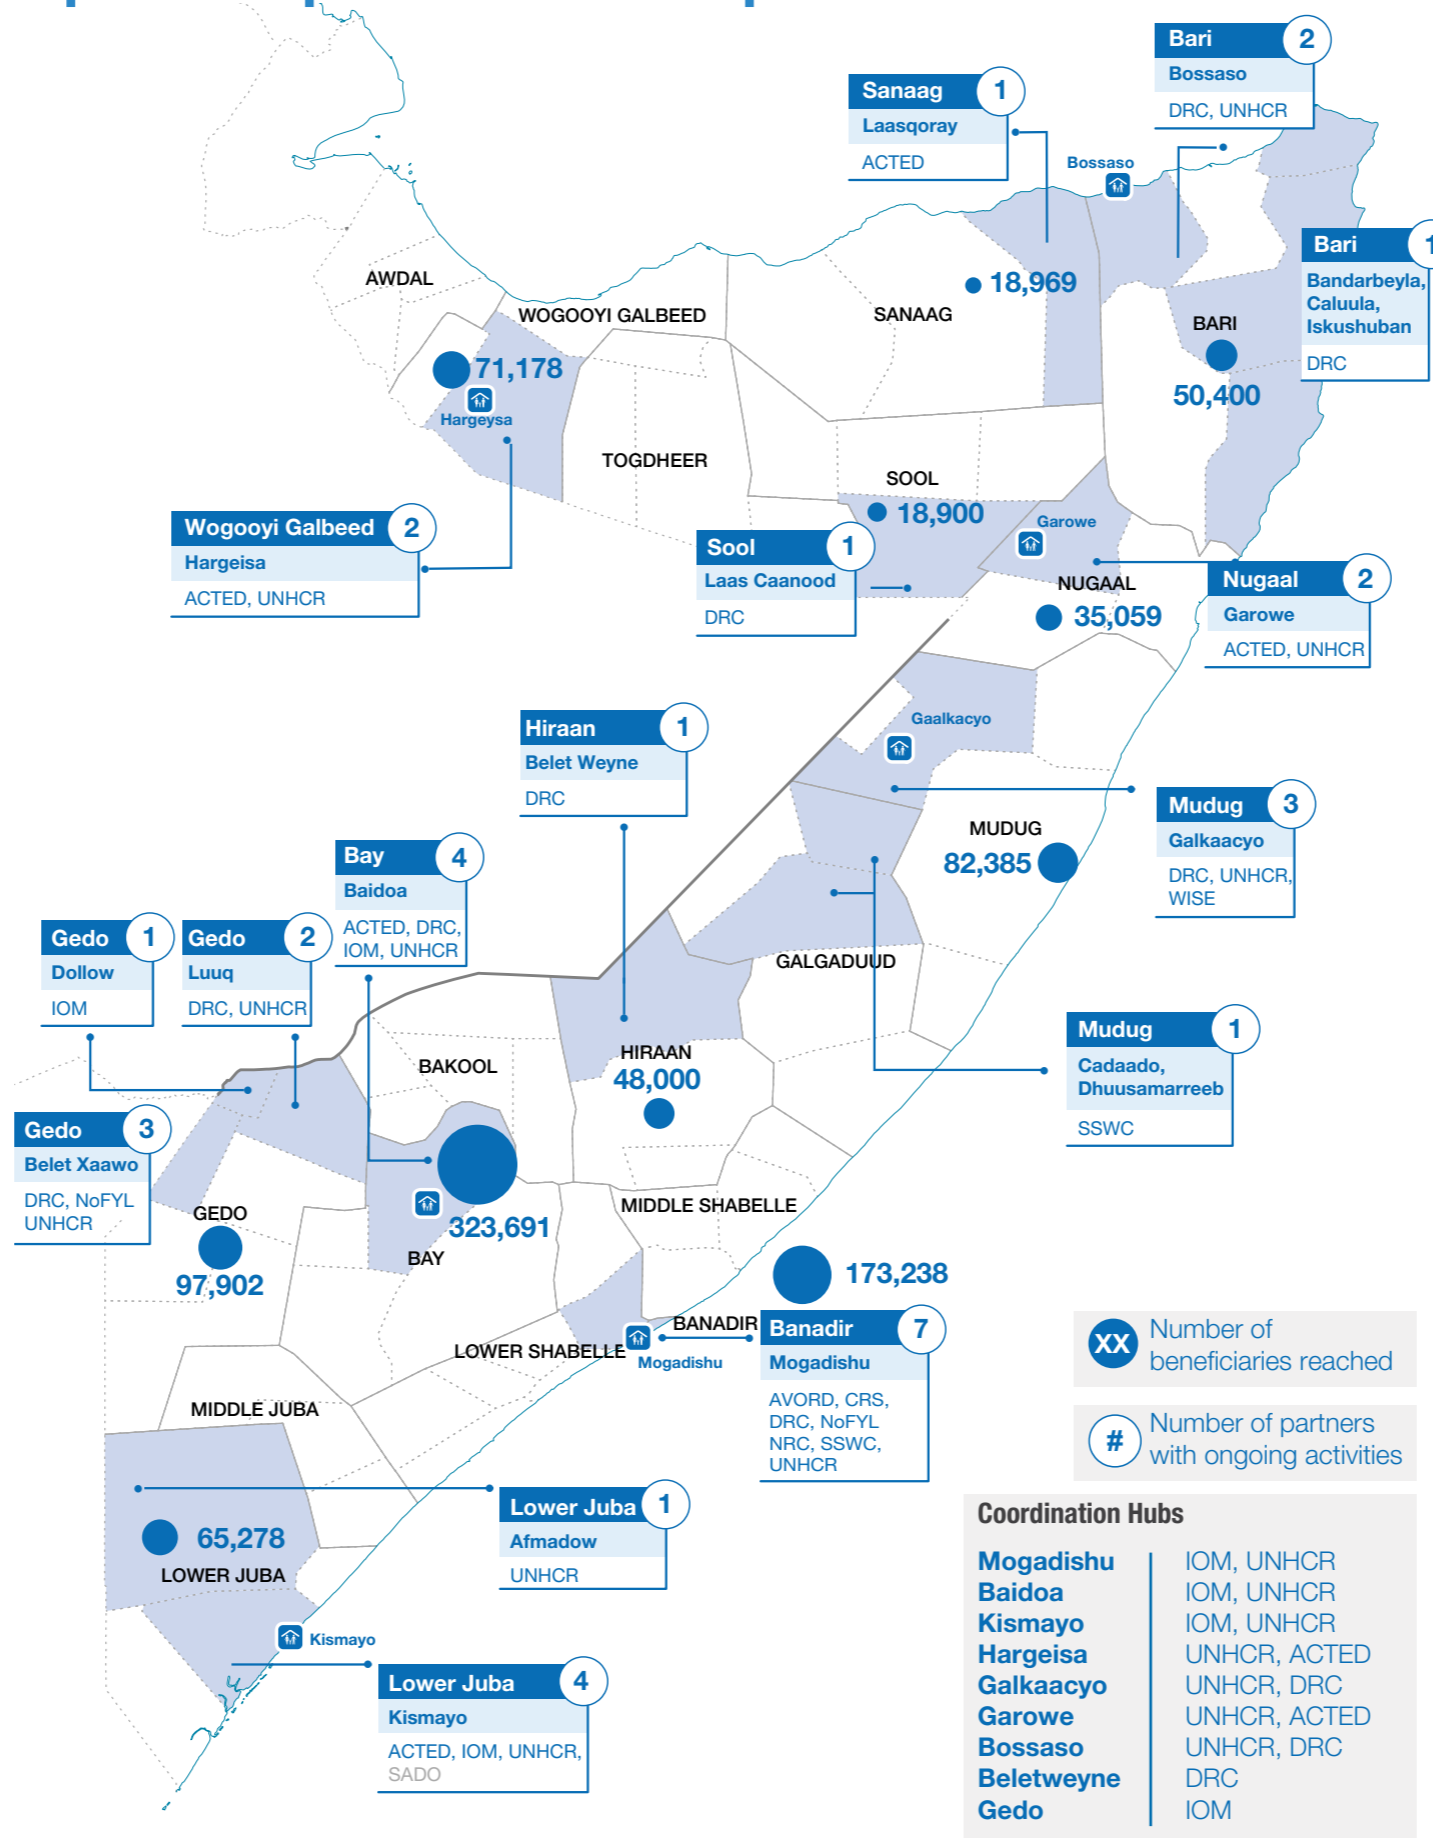 Bari 2
Bossaso
DRC, UNHCR
Sanaag 1
Laasqoray
ACTED
Bossaso
Bari 1
Bandarbeyla,
Caluula,
Iskushuban
DRC
AWDAL
WOGOOYI GALBEED
SANAAG
18,969
BARI
50,400
71,178
Hargeysa
TOGDHEER
SOOL
18,900
Garowe
Wogooyi Galbeed 2
Hargeisa
ACTED, UNHCR
Sool 1
Laas Caanood
DRC
NUGAAL
35,059
Nugaal 2
Garowe
ACTED, UNHCR
Hiraan 1
Belet Weyne
DRC
Gaalkacyo
Mudug 3
Galkaacyo
DRC, UNHCR,
WISE
MUDUG
82,385
Bay 4
Baidoa
ACTED, DRC,
IOM, UNHCR
Gedo 1
Dollow
IOM
Gedo 2
Luuq
DRC, UNHCR
GALGADUUD
Mudug 1
Cadaado,
Dhuusamarreeb
SSWC
BAKOOL
HIRAAN
48,000
Gedo 3
Belet Xaawo
DRC, NoFYL
UNHCR
GEDO
97,902
323,691
BAY
MIDDLE SHABELLE
173,238
BANADIR
LOWER SHABELLE
Mogadishu
Banadir 7
Mogadishu
AVORD, CRS,
DRC, NoFYL
NRC, SSWC,
UNHCR
MIDDLE JUBA
Lower Juba 1
Afmadow
UNHCR
65,278
LOWER JUBA
Kismayo
Lower Juba 4
Kismayo
ACTED, IOM, UNHCR,
SADO
XX Number of
beneficiaries reached
# Number of partners
with ongoing activities
Coordination Hubs
Mogadishu IOM, UNHCR
Baidoa IOM, UNHCR
Kismayo IOM, UNHCR
Hargeisa UNHCR, ACTED
Galkaacyo UNHCR, DRC
Garowe UNHCR, ACTED
Bossaso UNHCR, DRC
Beletweyne DRC
Gedo IOM